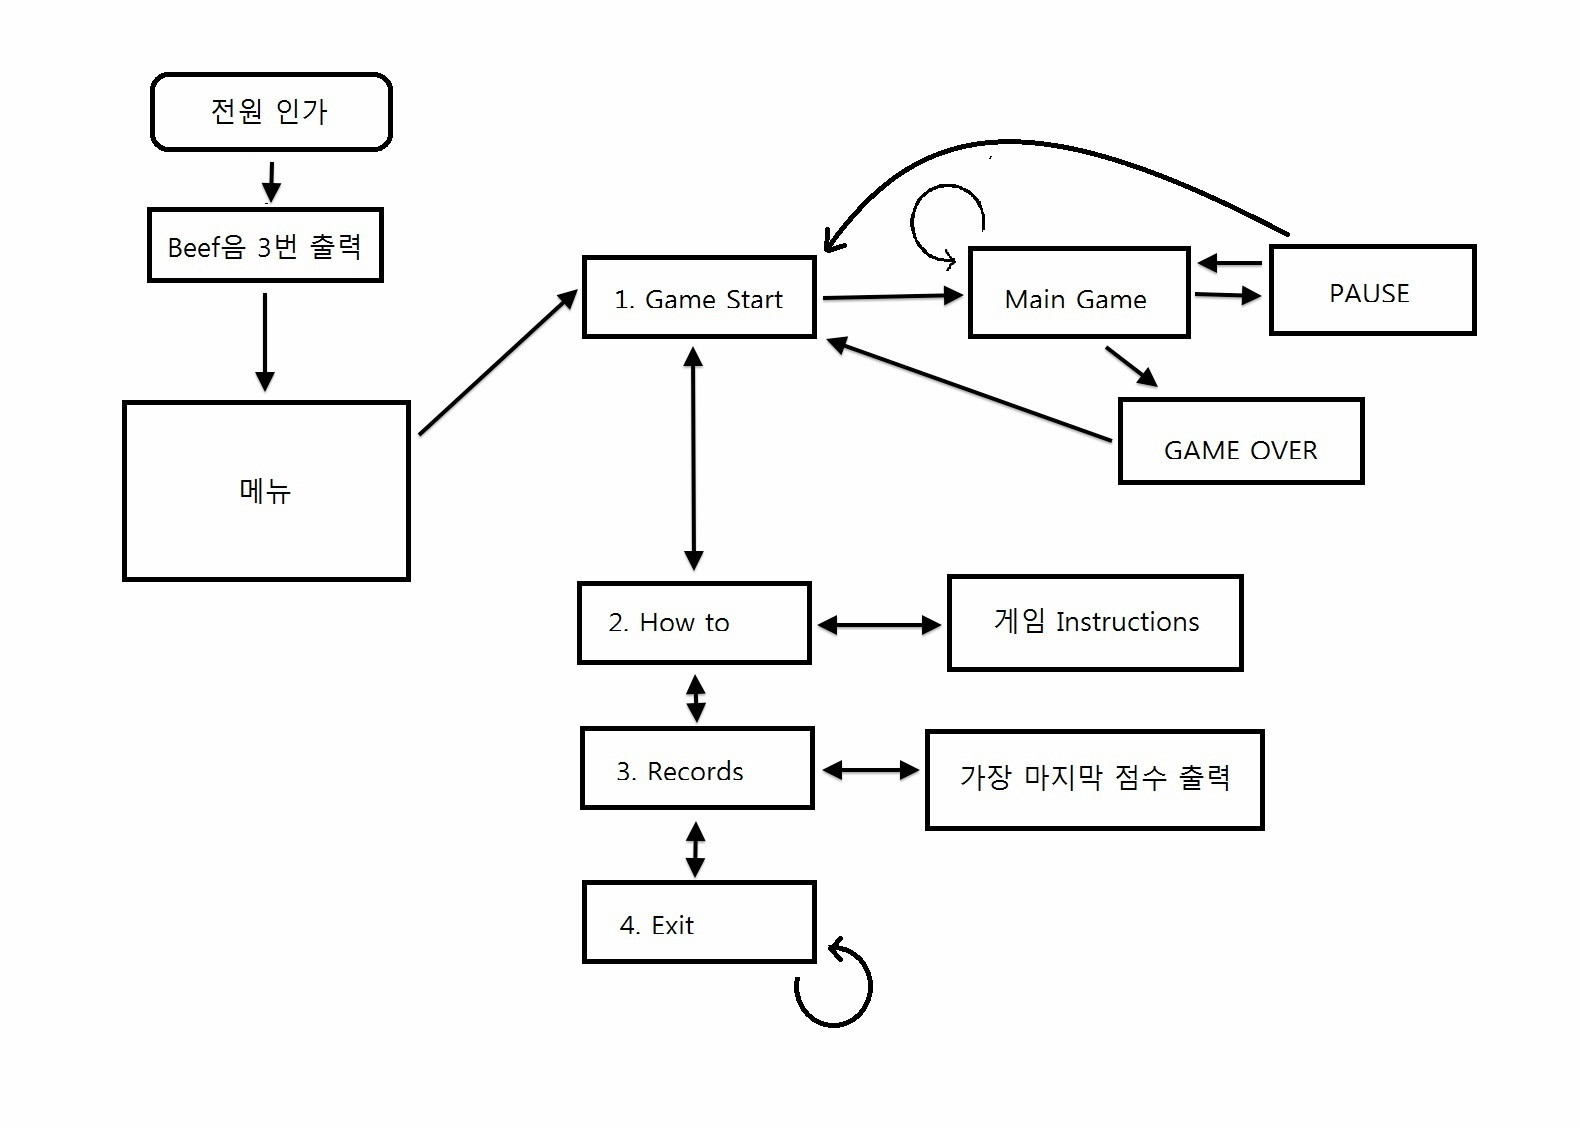 전원 인가
Beef음 3번 출력
메뉴
1. Game Start
Main Game
PAUSE
GAME OVER
2. How to
게임 Instructions
3. Records
가장 마지막 점수 출력
4. Exit